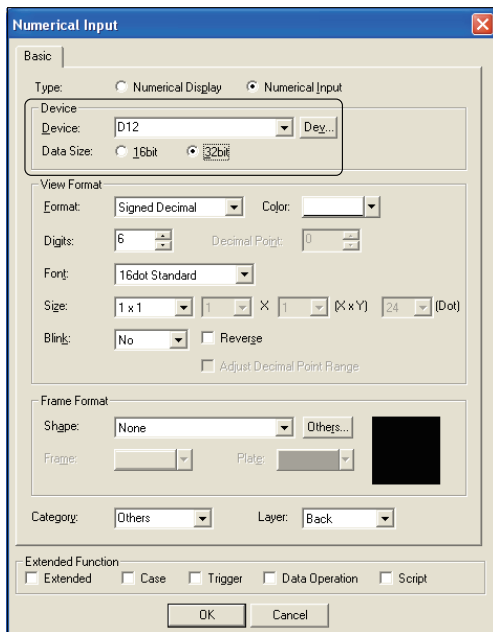 Numerical Input
Basic
Type: Numerical Display Numerical Input
Device
Device: D12 Dev...
Data Size: 16bit 32bit
View Format
Format: Signed Decimal Color:
Digits: 6 Decimal Point: 0
Font: 16dot Standard
Size: 1 x 1 1 X 1 (X x Y) 24 (Dot)
Blink: No Reverse
Adjust Decimal Point Range
Frame Format
Shape: None Others...
Frame: Plate:
Category: Others Layer: Back
Extended Function
Extended Case Trigger Data Operation Script
OK Cancel